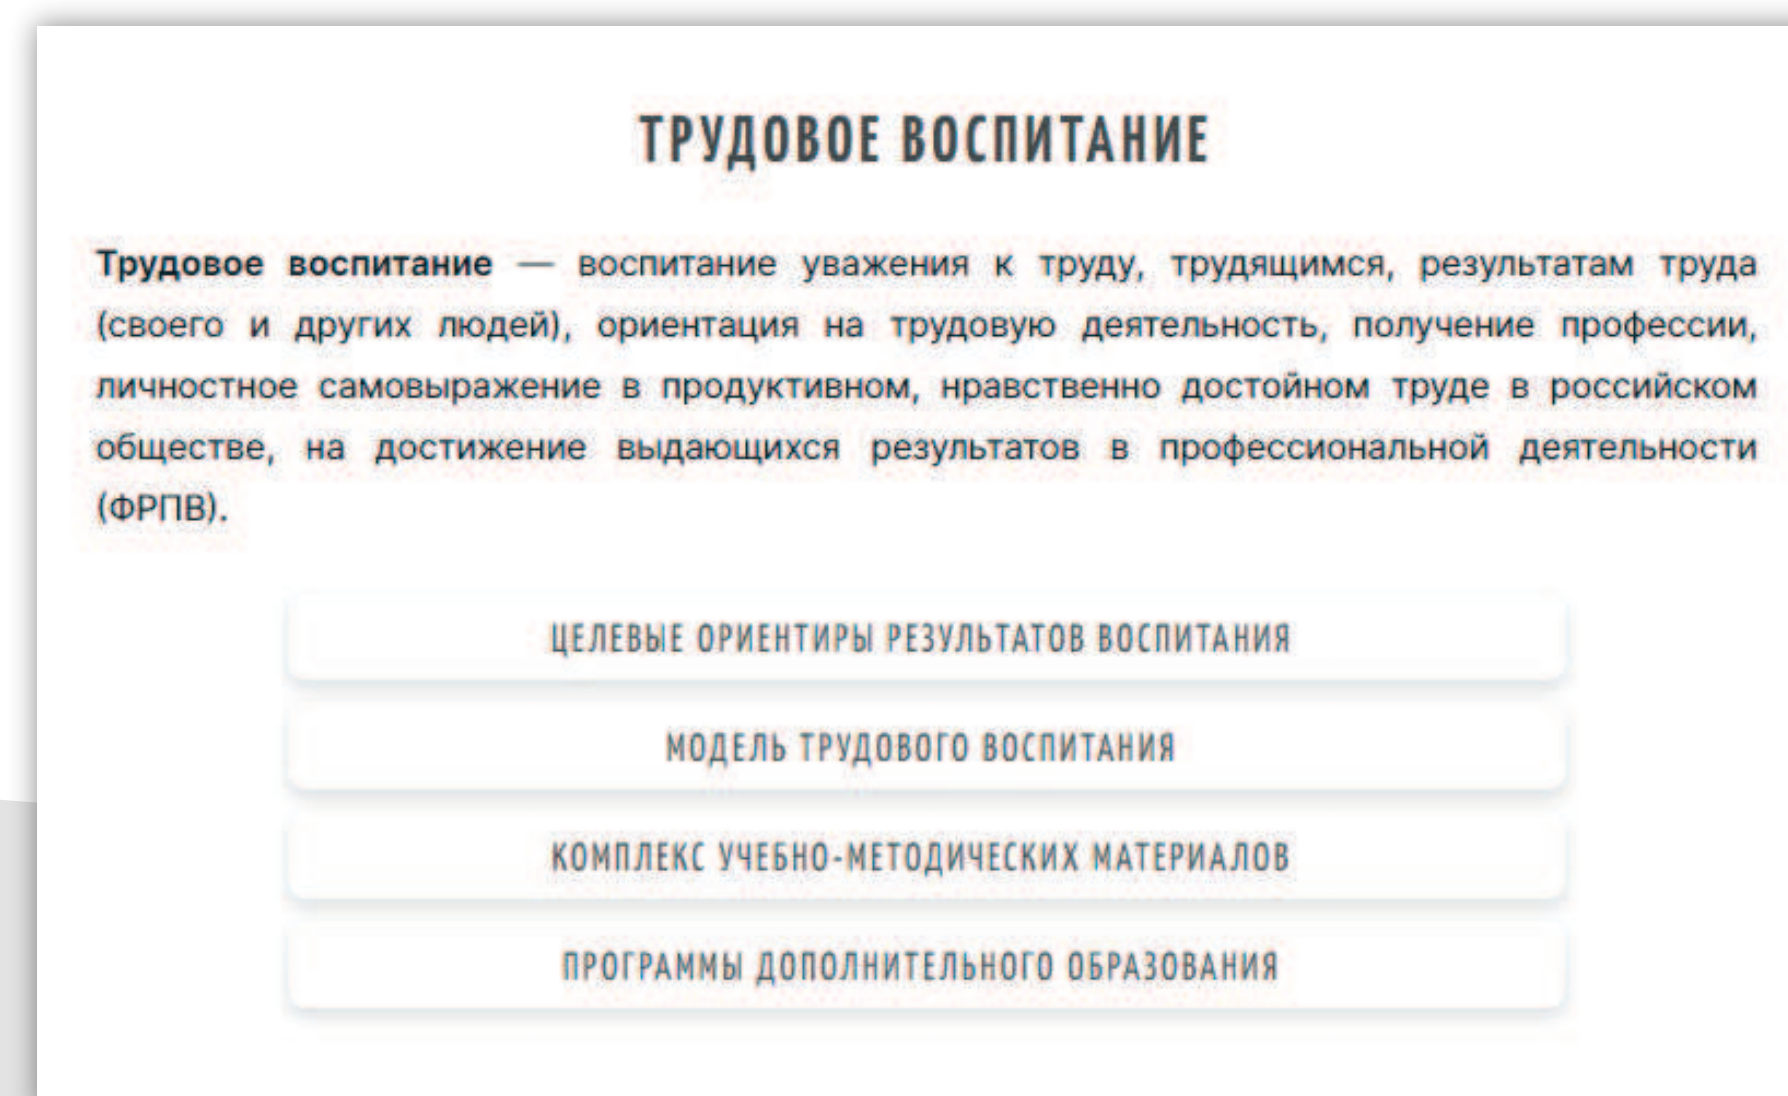 ТРУДОВОЕ ВОСПИТАНИЕ
Трудовое воспитание — воспитание уважения к труду, трудящимся, результатам труда
(своего и других людей), ориентация на трудовую деятельность, получение профессии,
личностное самовыражение в продуктивном, нравственно достойном труде в российском
обществе, на достижение выдающихся результатов в профессиональной деятельности
(ФРПВ).
ЦЕЛЕВЫЕ ОРИЕНТИРЫ РЕЗУЛЬТАТОВ ВОСПИТАНИЯ
МОДЕЛЬ ТРУДОВОГО ВОСПИТАНИЯ
КОМПЛЕКС УЧЕБНО-МЕТОДИЧЕСКИХ МАТЕРИАЛОВ
ПРОГРАММЫ ДОПОЛНИТЕЛЬНОГО ОБРАЗОВАНИЯ